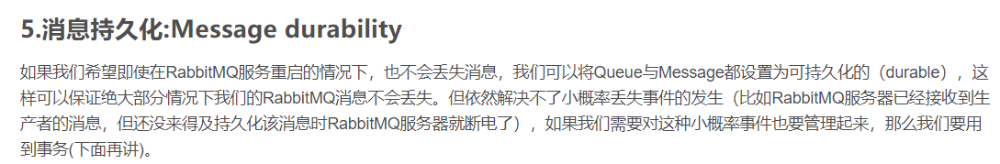 5.消息持久化:Message durability
如果我们希望即使在RabbitMQ服务重启的情况下，也不会丢失消息，我们可以将Queue与Message都设置为可持久化的（durable），这
样可以保证绝大部分情况下我们的RabbitMQ消息不会丢失。但依然解决不了小概率丢失事件的发生（比如RabbitMQ服务器已经接收到生
产者的消息，但还没来得及持久化该消息时RabbitMQ服务器就断电了），如果我们需要对这种小概率事件也要管理起来，那么我们要用
到事务(下面再讲)。